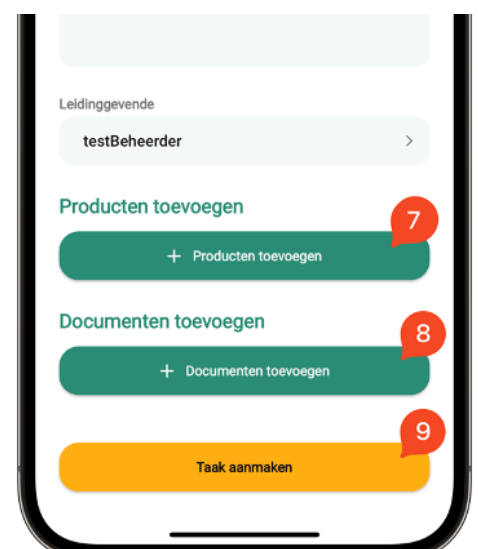 Leidinggevende
testBeheerder
Producten toevoegen
7
+ Producten toevoegen
Documenten toevoegen
8
+ Documenten toevoegen
9
Taak aanmaken